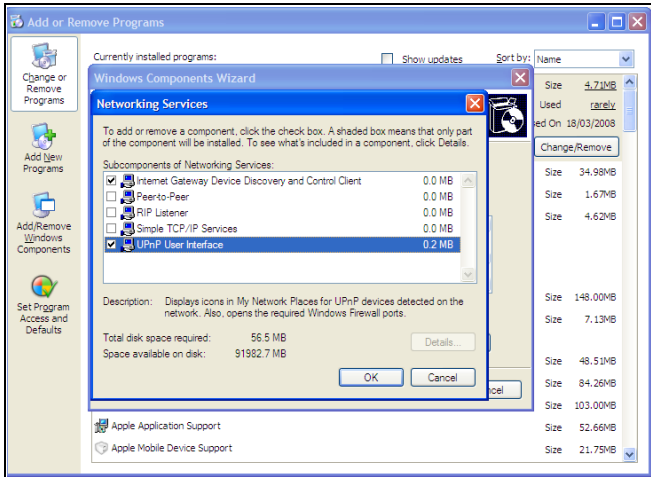 Add or Remove Programs
Change or
Remove
Programs
Add New
Programs
Add/Remove
Windows
Components
Set Program
Access and
Defaults
Currently installed programs:
Show updates
Sort by:
Name
Windows Components Wizard
Networking Services
To add or remove a component, click the check box. A shaded box means that only part
of the component will be installed. To see what's included in a component, click Details.
Subcomponents of Networking Services:
Internet Gateway Device Discovery and Control Client 0.0 MB
Peer-to-Peer 0.0 MB
RIP Listener 0.0 MB
Simple TCP/IP Services 0.0 MB
UPnP User Interface 0.2 MB
Description: Displays icons in My Network Places for UPnP devices detected on the
network. Also, opens the required Windows Firewall ports.
Total disk space required: 56.5 MB
Space available on disk: 91982.7 MB
Details...
OK
Cancel
Size 4.71MB
Used rarely
ed On 18/03/2008
Change/Remove
Size 34.98MB
Size 1.67MB
Size 4.62MB
Size 148.00MB
Size 7.13MB
Size 48.51MB
Size 84.26MB
ncel
Size 103.00MB
Apple Application Support Size 52.66MB
Apple Mobile Device Support Size 21.75MB